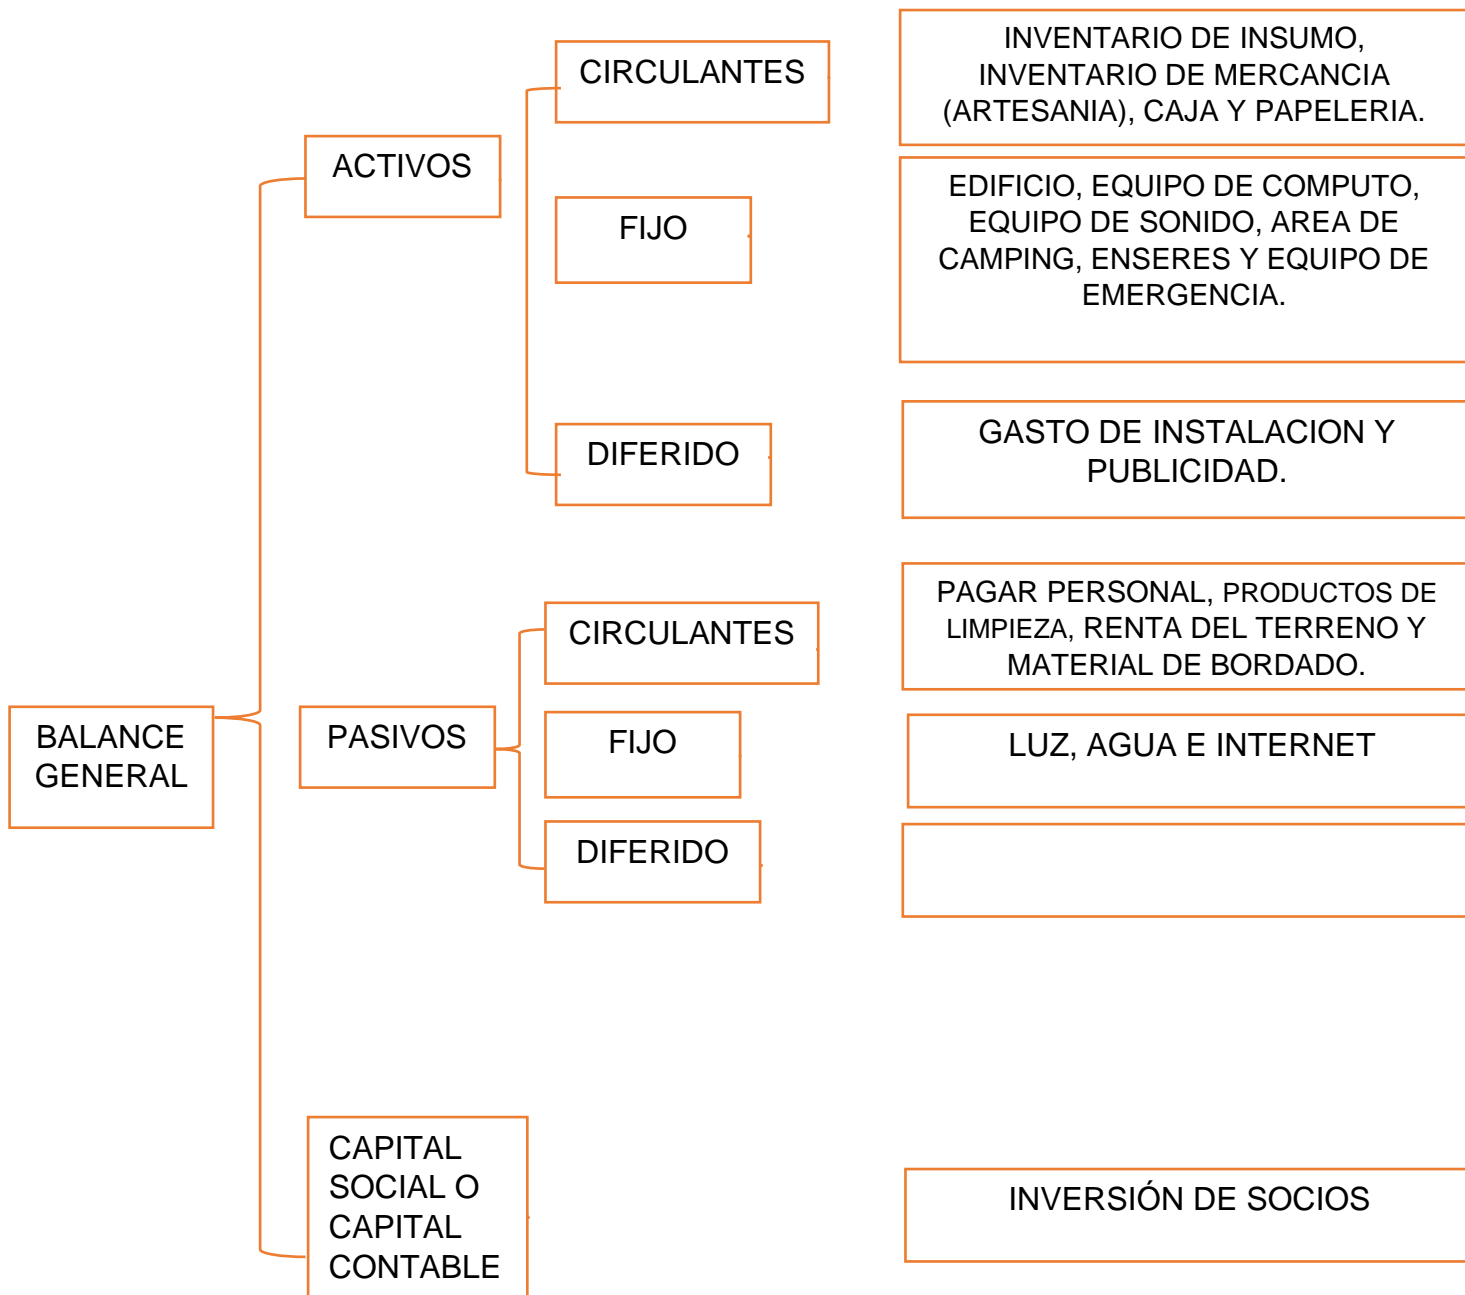 BALANCE
GENERAL
ACTIVOS
CIRCULANTES
INVENTARIO DE INSUMO,
INVENTARIO DE MERCANCIA
(ARTESANIA), CAJA Y PAPELERIA.
FIJO
EDIFICIO, EQUIPO DE COMPUTO,
EQUIPO DE SONIDO, AREA DE
CAMPING, ENSERES Y EQUIPO DE
EMERGENCIA.
DIFERIDO
GASTO DE INSTALACION Y
PUBLICIDAD.
PASIVOS
CIRCULANTES
PAGAR PERSONAL, PRODUCTOS DE
LIMPIEZA, RENTA DEL TERRENO Y
MATERIAL DE BORDADO.
FIJO
LUZ, AGUA E INTERNET
DIFERIDO
CAPITAL
SOCIAL O
CAPITAL
CONTABLE
INVERSIÓN DE SOCIOS